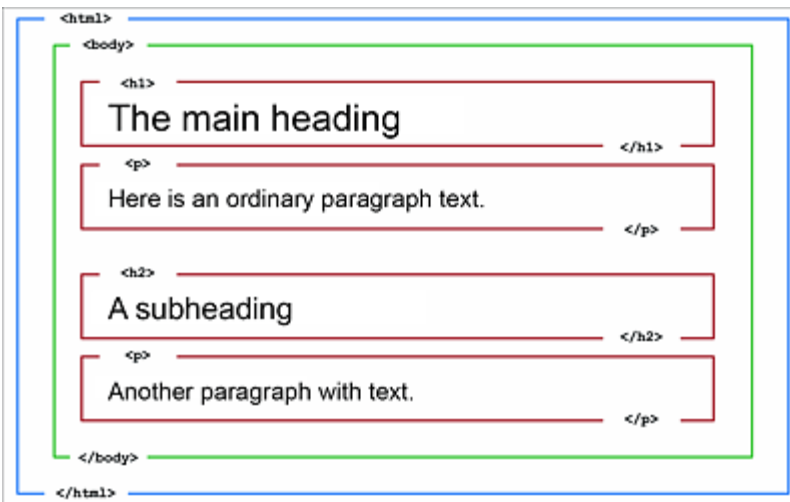 <html>
<body>
<h1>
The main heading
</h1>
<p>
Here is an ordinary paragraph text.
</p>
<h2>
A subheading
</h2>
<p>
Another paragraph with text.
</p>
</body>
</html>